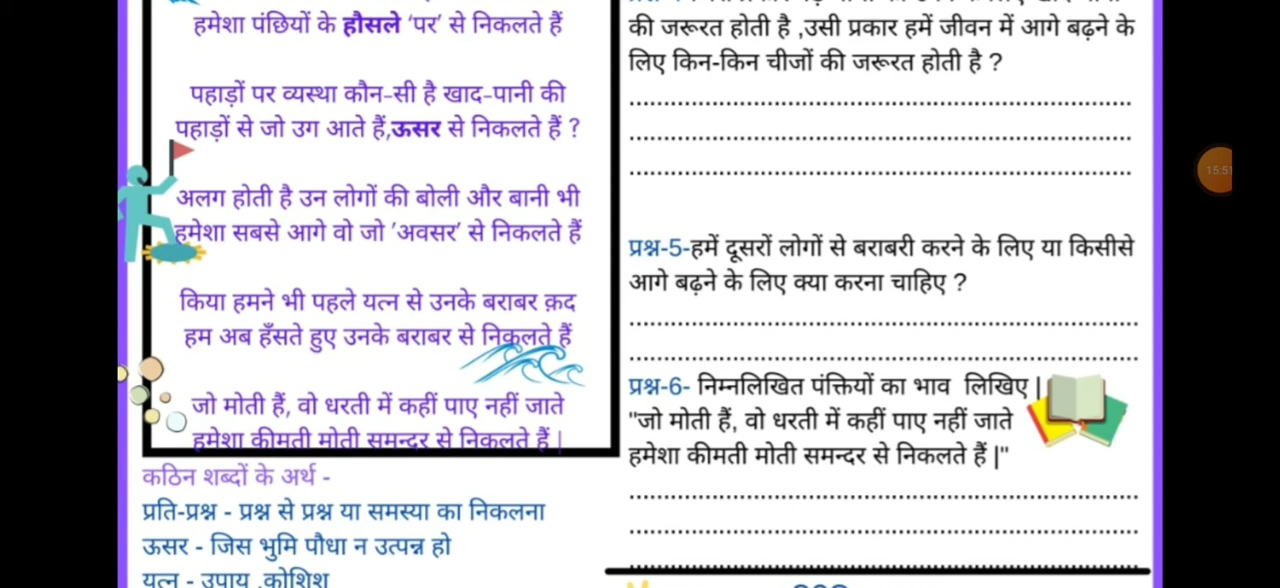 हमेशा पंछियों के हौसले ‘पर’ से निकलते हैं
पहाड़ों पर व्यस्था कौन-सी है खाद-पानी की
पहाड़ों से जो उग आते हैं,ऊसर से निकलते हैं ?
अलग होती है उन लोगों की बोली और बानी भी
हमेशा सबसे आगे वो जो ’अवसर’ से निकलते हैं
किया हमने भी पहले यत्न से उनके बराबर क़द
हम अब हँसते हुए उनके बराबर से निकलते हैं
जो मोती हैं, वो धरती में कहीं पाए नहीं जाते
हमेशा कीमती मोती समन्दर से निकलते हैं |
कठिन शब्दों के अर्थ -
प्रति-प्रश्न - प्रश्न से प्रश्न या समस्या का निकलना
ऊसर - जिस भुमि पौधा न उत्पन्न हो
यत्न - उपाय ,कोशिश
की जरूरत होती है ,उसी प्रकार हमें जीवन में आगे बढ़ने के
लिए किन-किन चीजों की जरूरत होती है ?
प्रश्न-5-हमें दूसरों लोगों से बराबरी करने के लिए या किसीसे
आगे बढ़ने के लिए क्या करना चाहिए ?
प्रश्न-6- निम्नलिखित पंक्तियों का भाव लिखिए |
"जो मोती हैं, वो धरती में कहीं पाए नहीं जाते
हमेशा कीमती मोती समन्दर से निकलते हैं |"
15:51